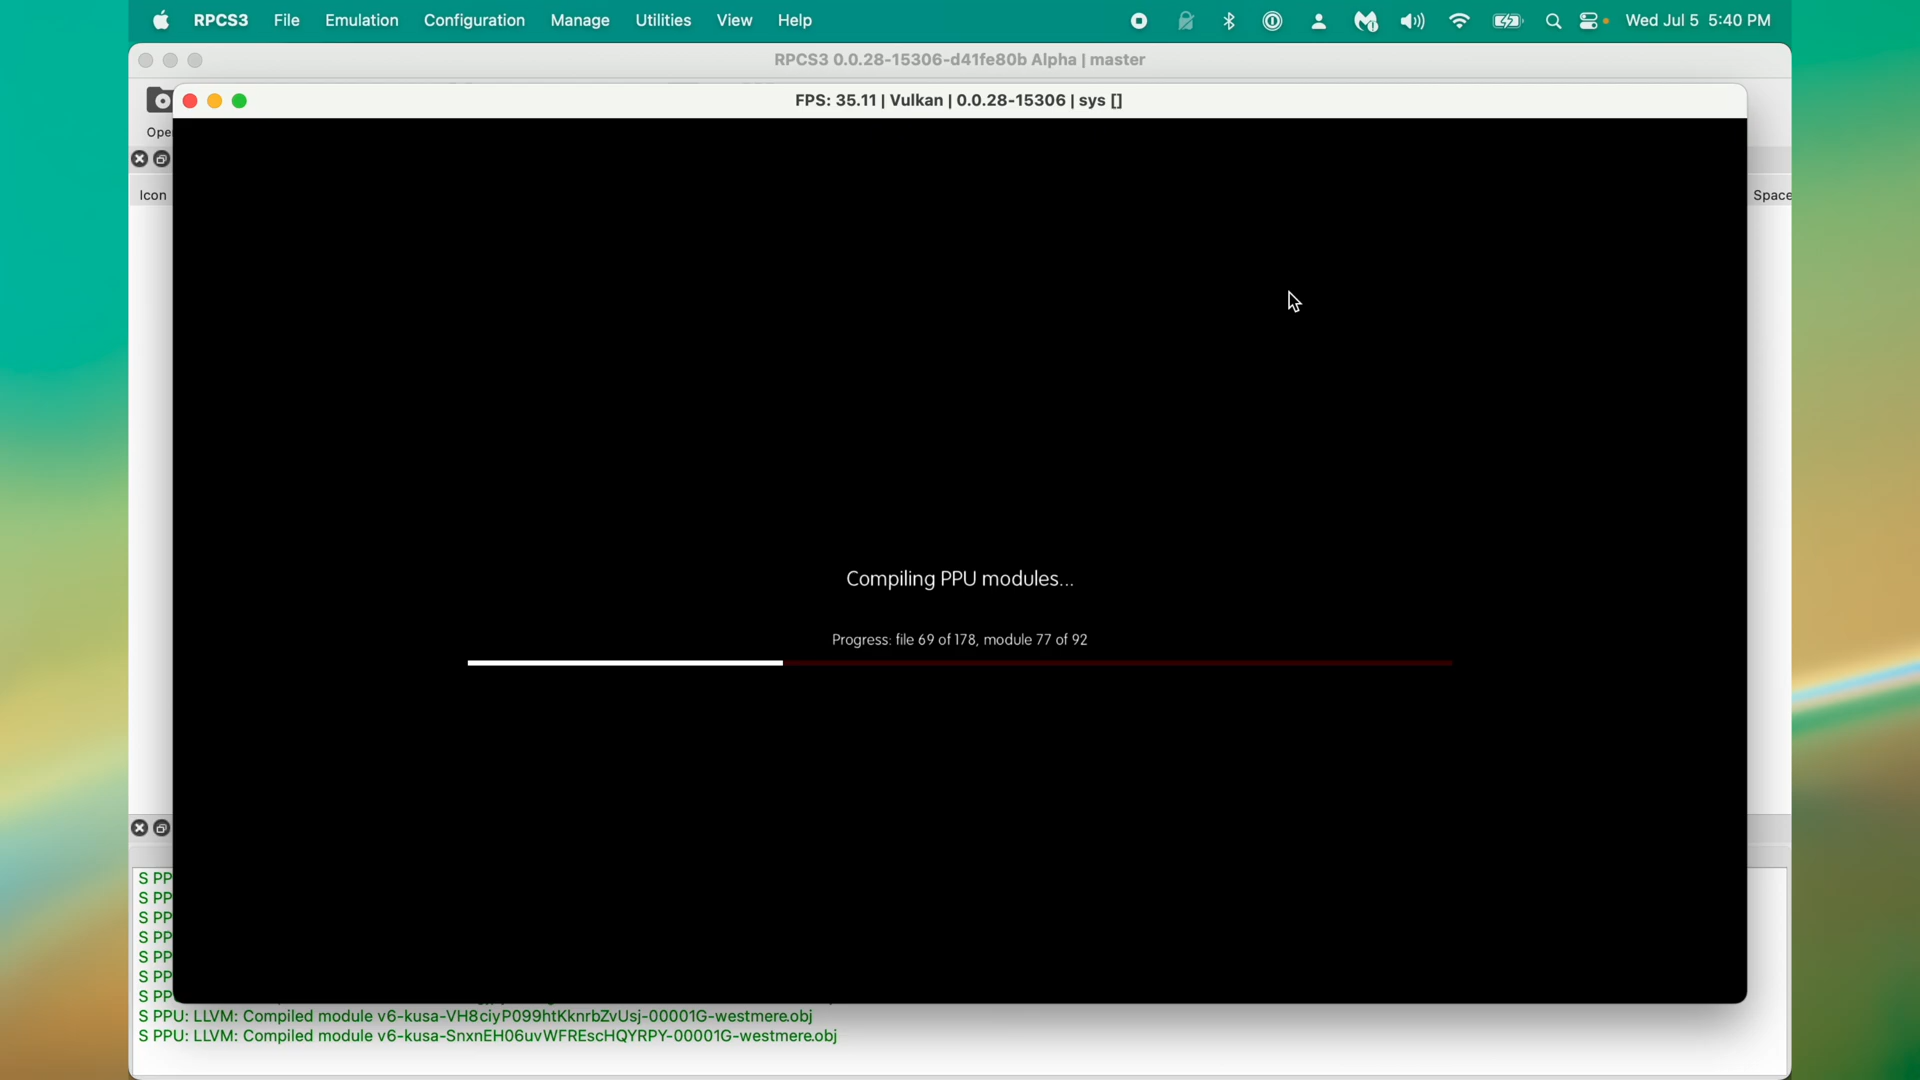 RPCS3 File Emulation Configuration Manage Utilities View Help Wed Jul 5 5:40 PM
RPCS3 0.0.28-15306-d41fe80b Alpha | master
FPS: 35.11 | Vulkan | 0.0.28-15306 | sys []
Ope
Icon
Space
Compiling PPU modules...
Progress: file 69 of 178, module 77 of 92
S PP
S PP
S PP
S PP
S PP
S PP
S PP
S PPU: LLVM: Compiled module v6-kusa-VH8ciyP099htKknrbZvUsj-00001G-westmere.obj
S PPU: LLVM: Compiled module v6-kusa-SnxnEH06uvWFREscHQYRPY-00001G-westmere.obj